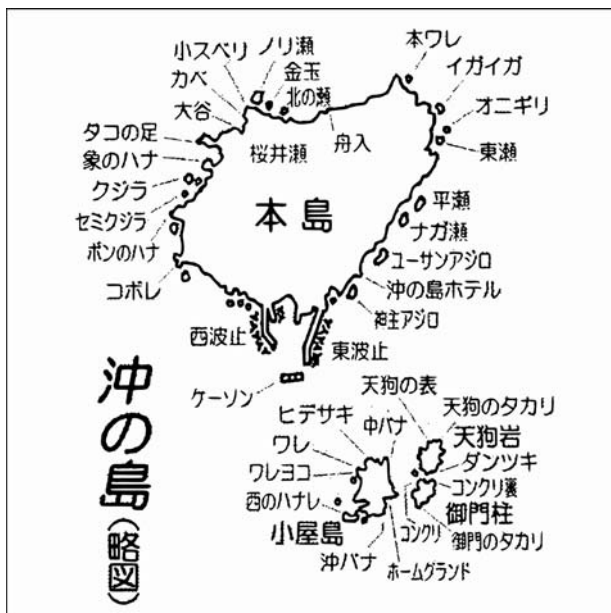 小スベリ
ノリ瀬
カベ
金玉
大谷
北の瀬
タコの足
象のハナ
桜井瀬
舟入
本ワレ
イガイガ
オニギリ
東瀬
クジラ
セミクジラ
ボンのハナ
コボレ
本島
平瀬
ナガ瀬
ユーサンアジロ
沖の島ホテル
神主アジロ
西波止
東波止
ケーソン
沖の島(略図)
天狗の表
ヒデサキ
中バナ
天狗のタカリ
天狗岩
ワレ
ダンツキ
ワレヨコ
コンクリ裏
西のハナレ
御門柱
小屋島
コンクリ
御門のタカリ
沖バナ
ホームグランド